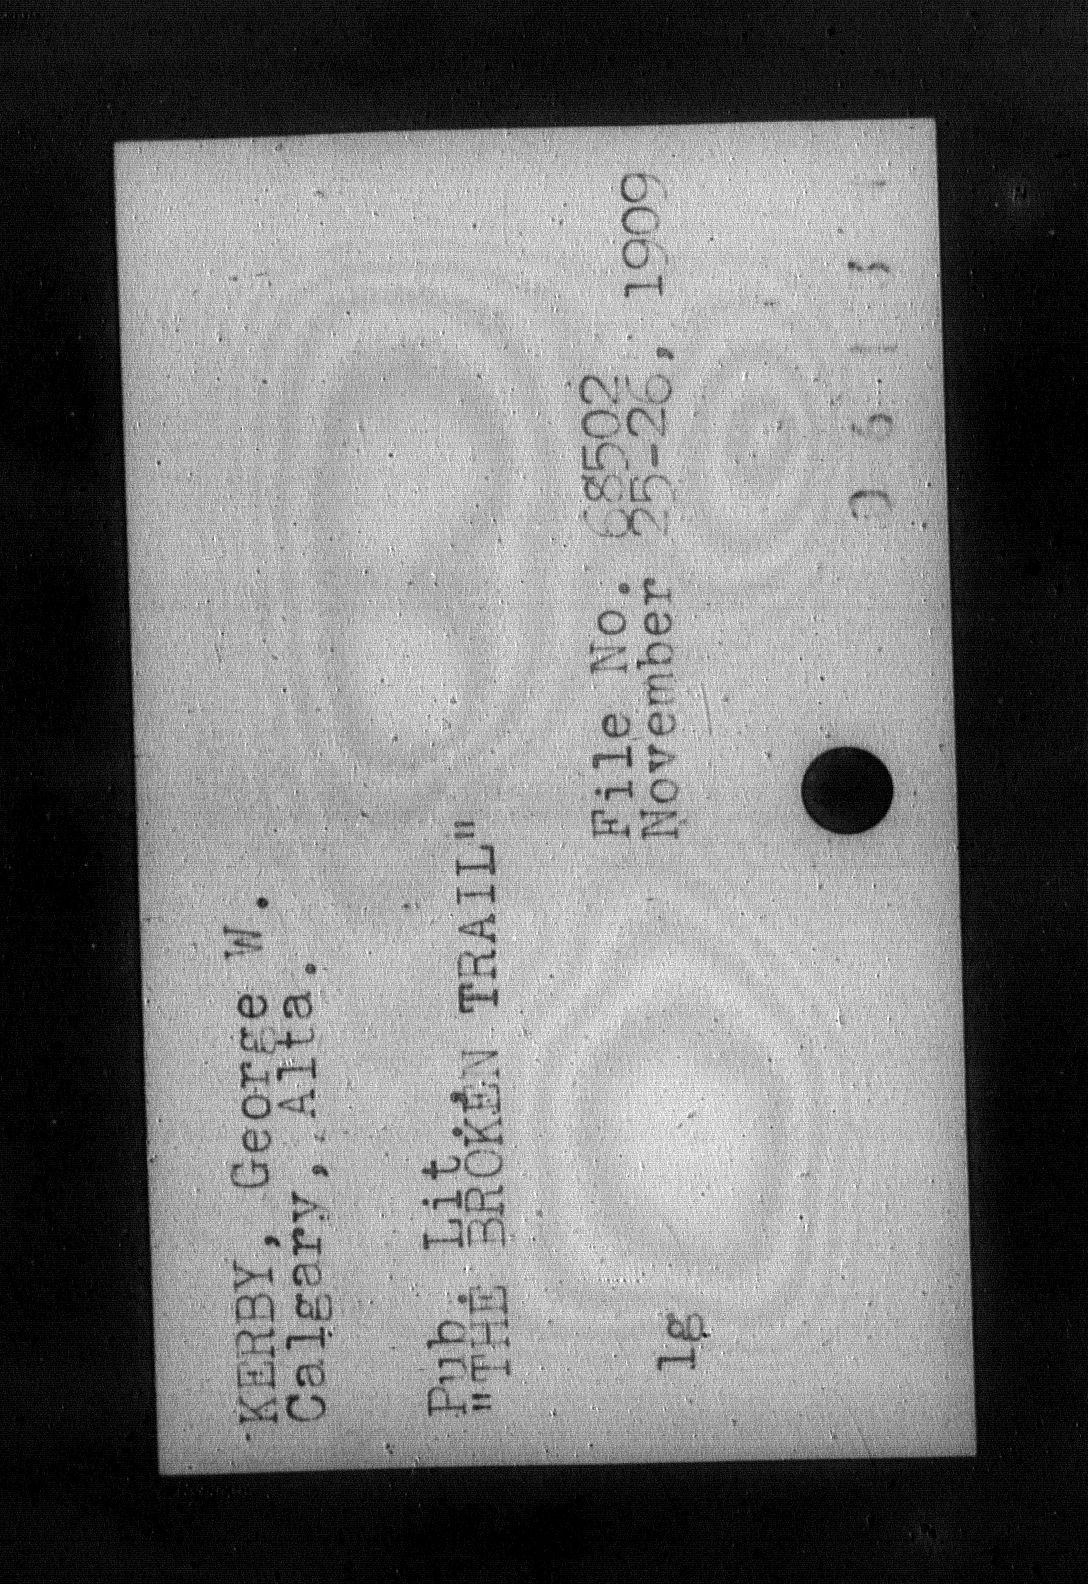 KERBY, George W.
Calgary, Alta.
Pub. Lit.:
"THE BROKEN TRAIL"
File No. 68502
November 25-26, 1909
lg